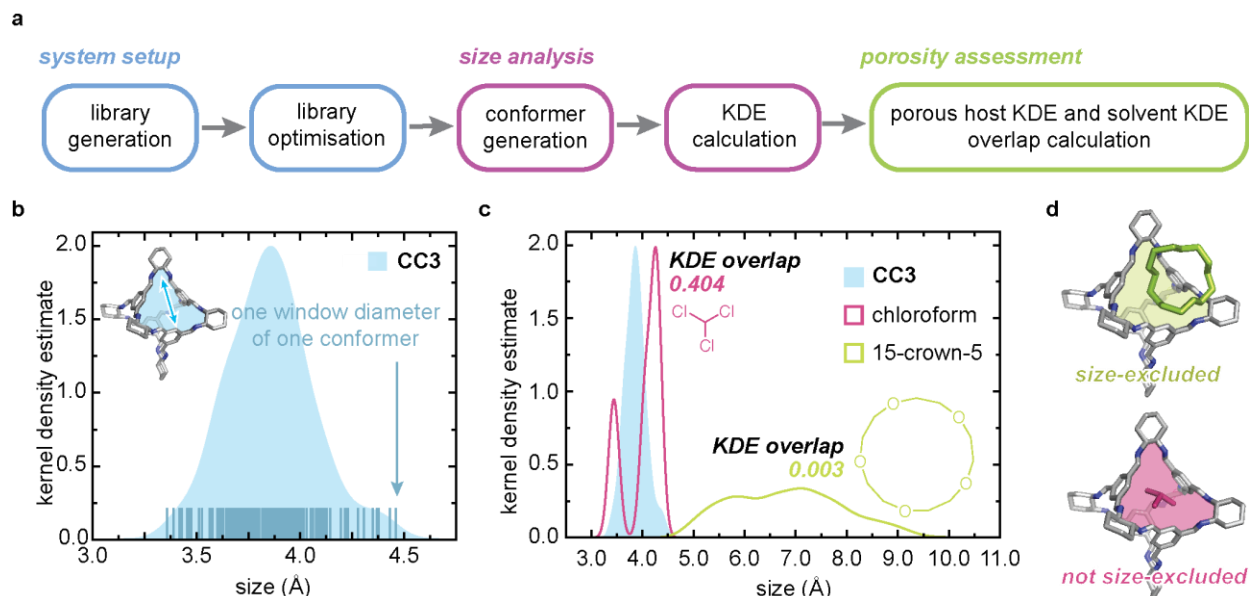 a
system setup
size analysis
porosity assessment
library
generation
library
optimisation
conformer
generation
KDE
calculation
porous host KDE and solvent KDE
overlap calculation
b
2.0
1.5
1.0
0.5
0.0
kernel density estimate
CC3
one window diameter
of one conformer
3.0
3.5
4.0
4.5
size (Å)
c
2.0
1.5
1.0
0.5
0.0
kernel density estimate
KDE overlap
0.404
Cl
Cl
Cl
CC3
chloroform
15-crown-5
KDE overlap
0.003
O
O
O
O
O
3.0 4.0 5.0 6.0 7.0 8.0 9.0 10.0 11.0
size (Å)
d
size-excluded
not size-excluded